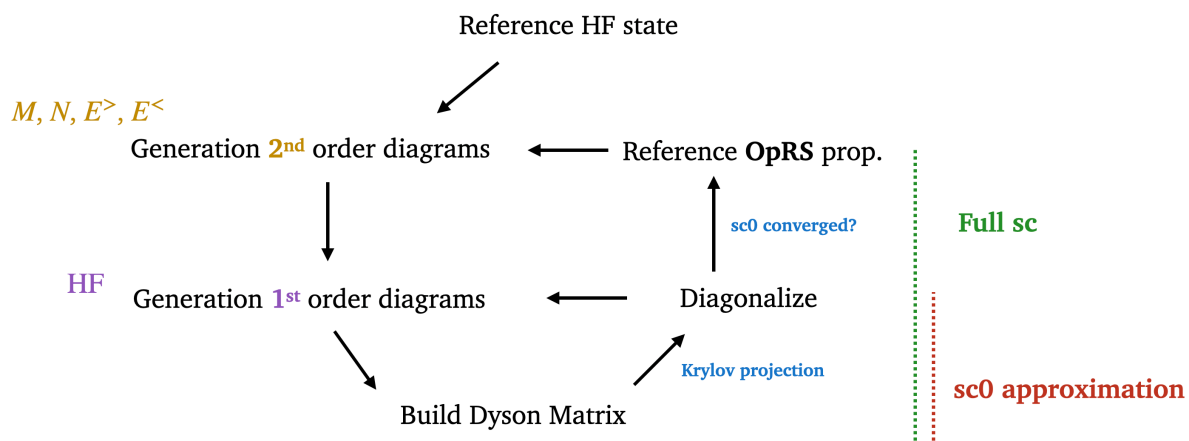 Reference HF state
M, N, E>, E<
Generation 2nd order diagrams
Reference OpRS prop.
sc0 converged?
Full sc
HF
Generation 1st order diagrams
Diagonalize
Krylov projection
sc0 approximation
Build Dyson Matrix